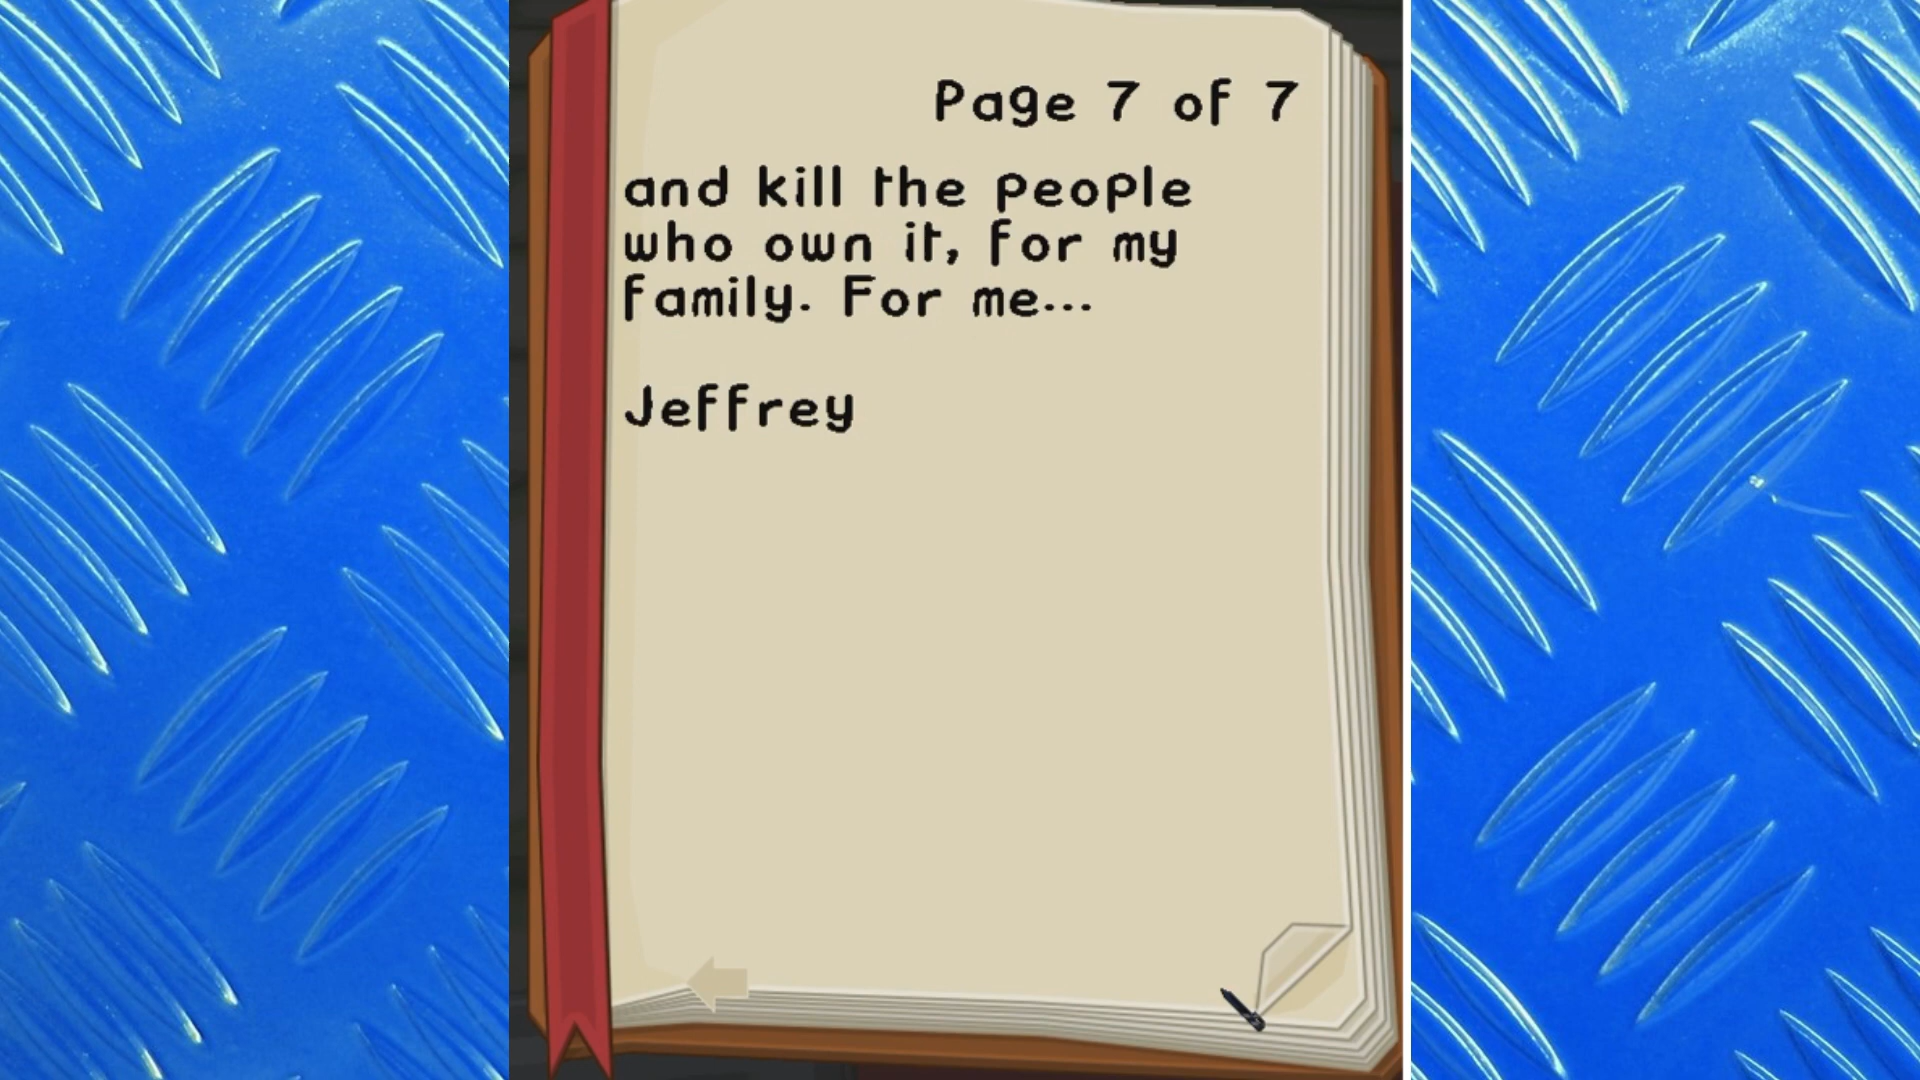 Page 7 of 7
and kill the people
who own it, for my
family. For me...
Jeffrey